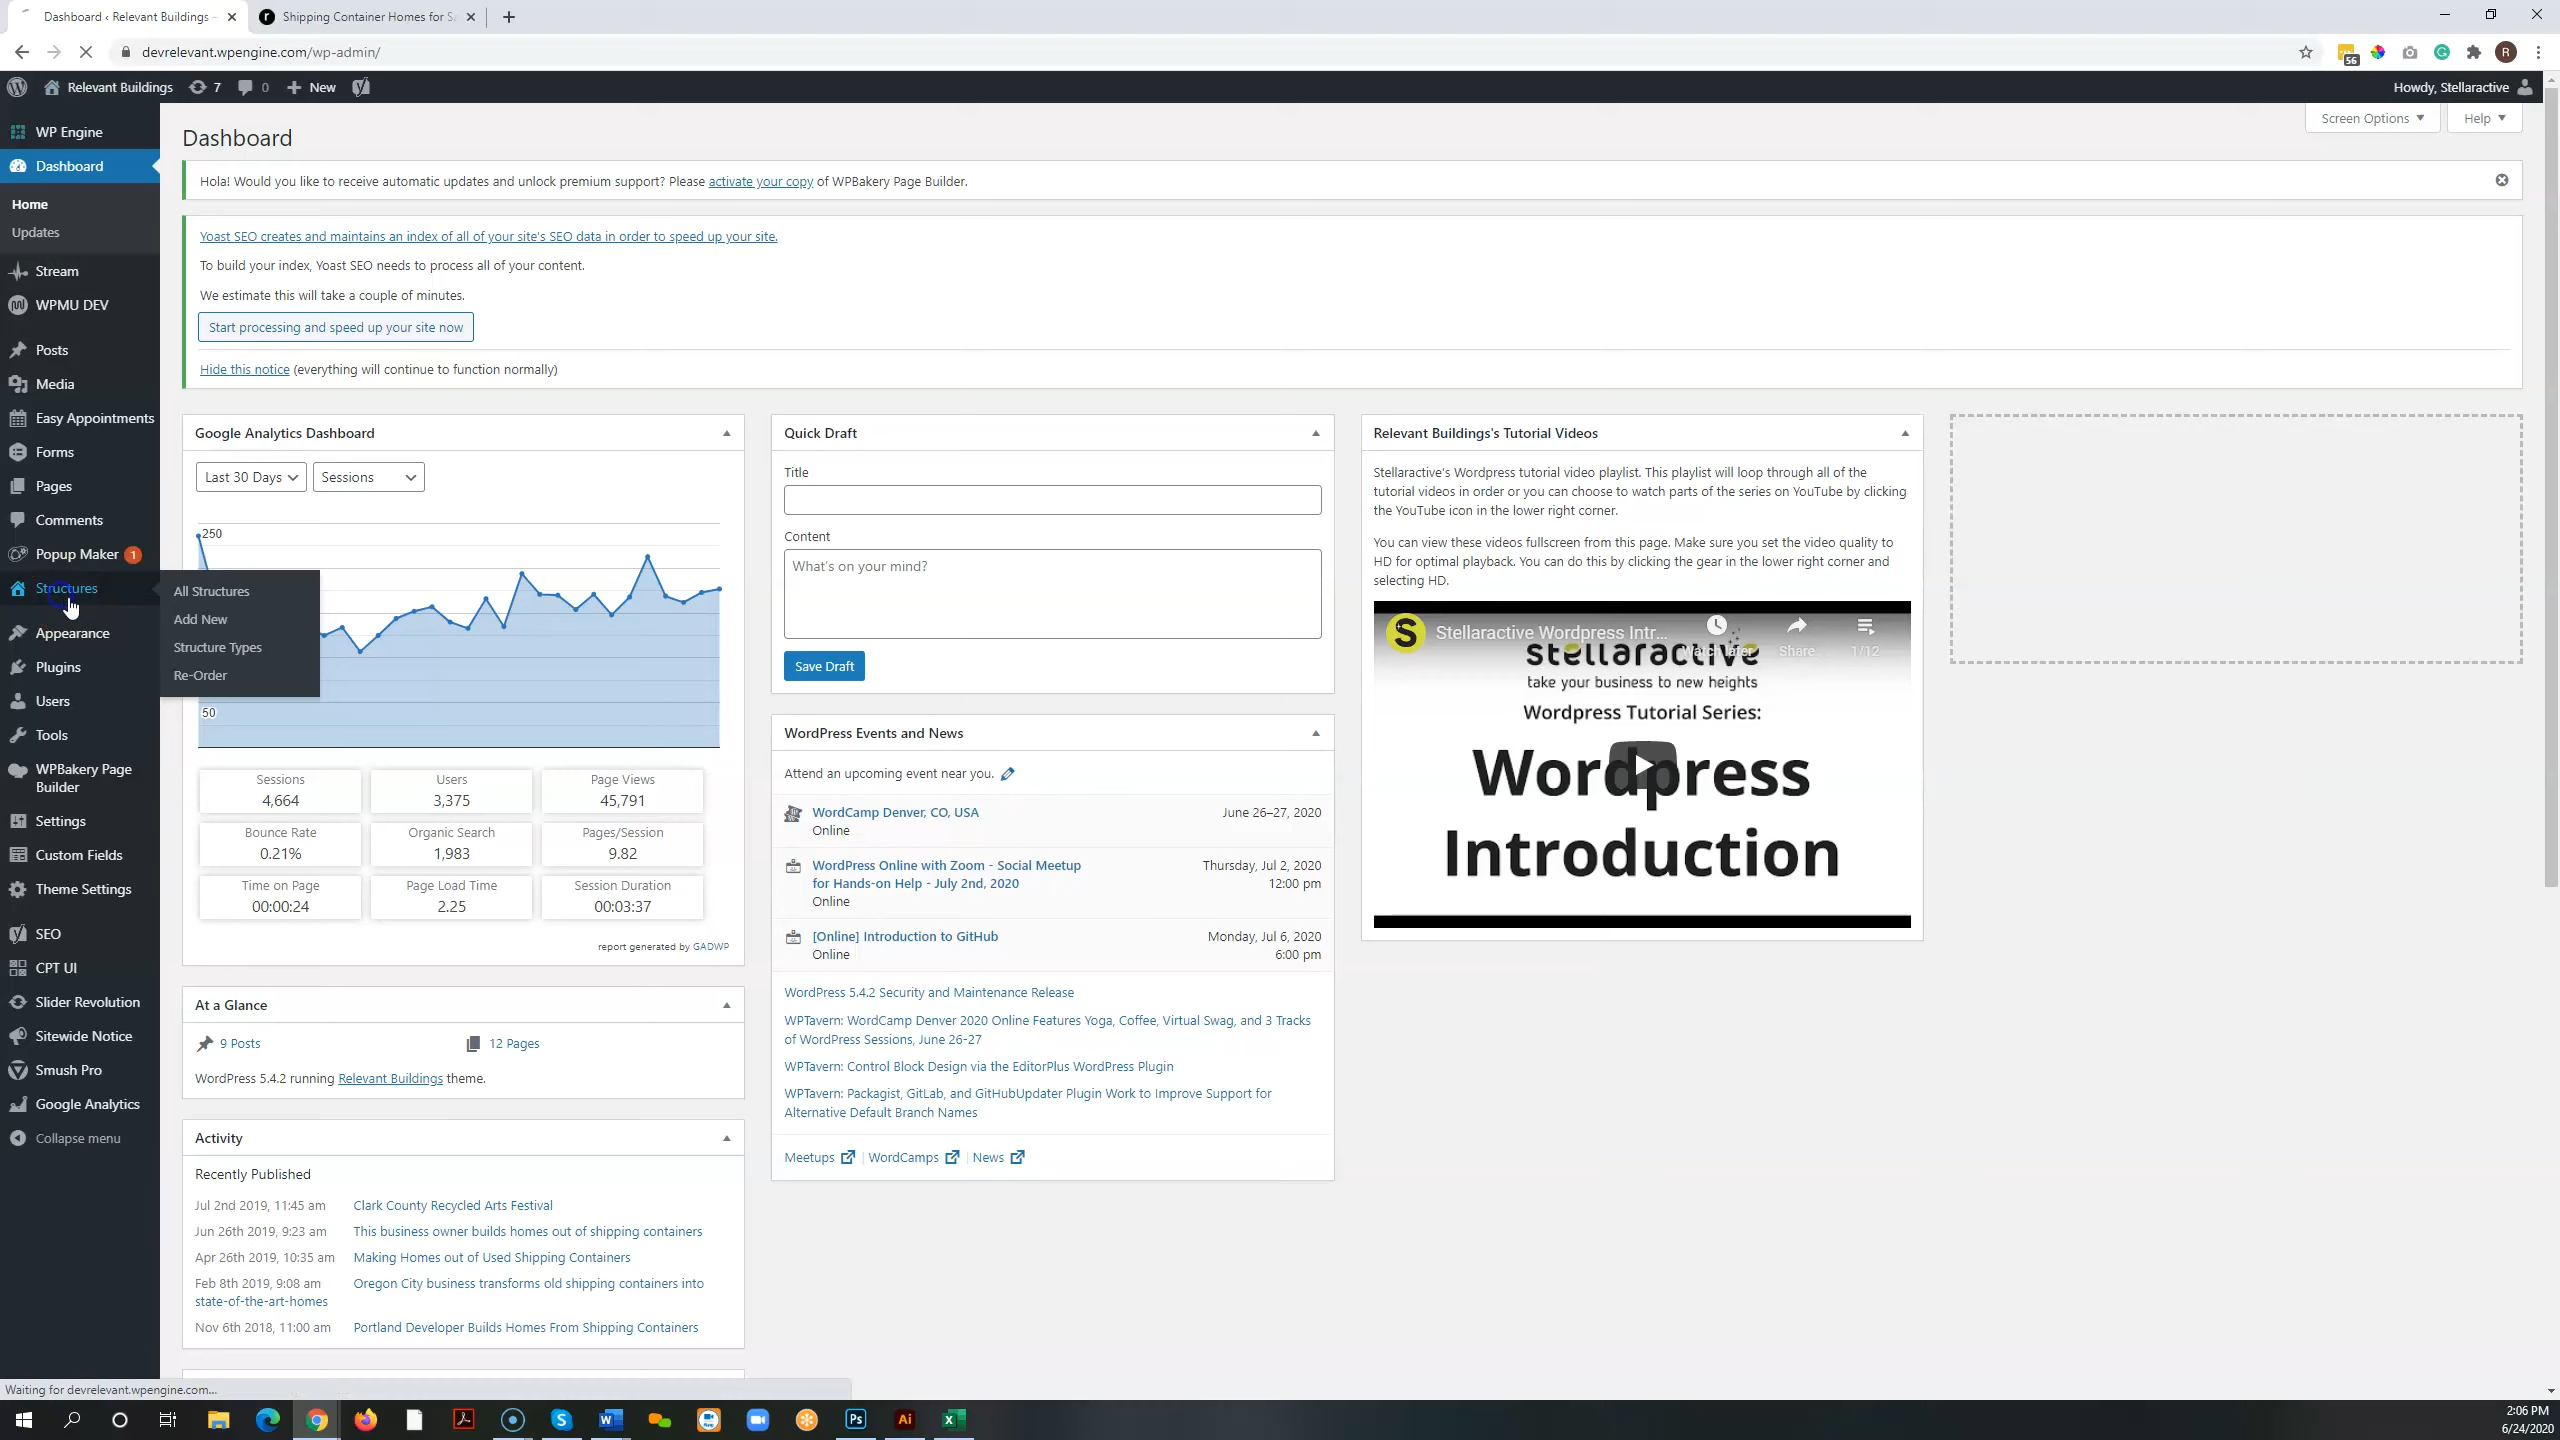 Dashboard ‹ Relevant Buildings –
Shipping Container Homes for Sa
devrelevant.wpengine.com/wp-admin/
56
R
Relevant Buildings
7
0
New
Howdy, Stellaractive
WP Engine
Dashboard
Home
Updates
Stream
WPMU DEV
Posts
Media
Easy Appointments
Forms
Pages
Comments
Popup Maker 1
Structures
All Structures
Add New
Structure Types
Re-Order
Appearance
Plugins
Users
Tools
WPBakery Page
Builder
Settings
Custom Fields
Theme Settings
SEO
CPT UI
Slider Revolution
Sitewide Notice
Smush Pro
Google Analytics
Collapse menu
Dashboard
Screen Options
Help
Hola! Would you like to receive automatic updates and unlock premium support? Please activate your copy of WPBakery Page Builder.
Yoast SEO creates and maintains an index of all of your site's SEO data in order to speed up your site.
To build your index, Yoast SEO needs to process all of your content.
We estimate this will take a couple of minutes.
Start processing and speed up your site now
Hide this notice (everything will continue to function normally)
Google Analytics Dashboard
Last 30 Days
Sessions
250
50
Sessions
4,664
Users
3,375
Page Views
45,791
Bounce Rate
0.21%
Organic Search
1,983
Pages/Session
9.82
Time on Page
00:00:24
Page Load Time
2.25
Session Duration
00:03:37
report generated by GADWP
At a Glance
9 Posts
12 Pages
WordPress 5.4.2 running Relevant Buildings theme.
Activity
Recently Published
Jul 2nd 2019, 11:45 am Clark County Recycled Arts Festival
Jun 26th 2019, 9:23 am This business owner builds homes out of shipping containers
Apr 26th 2019, 10:35 am Making Homes out of Used Shipping Containers
Feb 8th 2019, 9:08 am Oregon City business transforms old shipping containers into
state-of-the-art-homes
Nov 6th 2018, 11:00 am Portland Developer Builds Homes From Shipping Containers
Quick Draft
Title
Content
What's on your mind?
Save Draft
WordPress Events and News
Attend an upcoming event near you.
WordCamp Denver, CO, USA June 26–27, 2020
Online
WordPress Online with Zoom - Social Meetup Thursday, Jul 2, 2020
for Hands-on Help - July 2nd, 2020 12:00 pm
Online
[Online] Introduction to GitHub Monday, Jul 6, 2020
Online 6:00 pm
WordPress 5.4.2 Security and Maintenance Release
WPTavern: WordCamp Denver 2020 Online Features Yoga, Coffee, Virtual Swag, and 3 Tracks
of WordPress Sessions, June 26-27
WPTavern: Control Block Design via the EditorPlus WordPress Plugin
WPTavern: Packagist, GitLab, and GitHubUpdater Plugin Work to Improve Support for
Alternative Default Branch Names
Meetups | WordCamps | News
Relevant Buildings's Tutorial Videos
Stellaractive's Wordpress tutorial video playlist. This playlist will loop through all of the
tutorial videos in order or you can choose to watch parts of the series on YouTube by clicking
the YouTube icon in the lower right corner.
You can view these videos fullscreen from this page. Make sure you set the video quality to
HD for optimal playback. You can do this by clicking the gear in the lower right corner and
selecting HD.
S
Stellaractive Wordpress Intr...
Watch later
Share
1/12
stellaractive
take your business to new heights
Wordpress Tutorial Series:
Wordpress
Introduction
Waiting for devrelevant.wpengine.com...
Ps
Ai
2:06 PM
6/24/2020